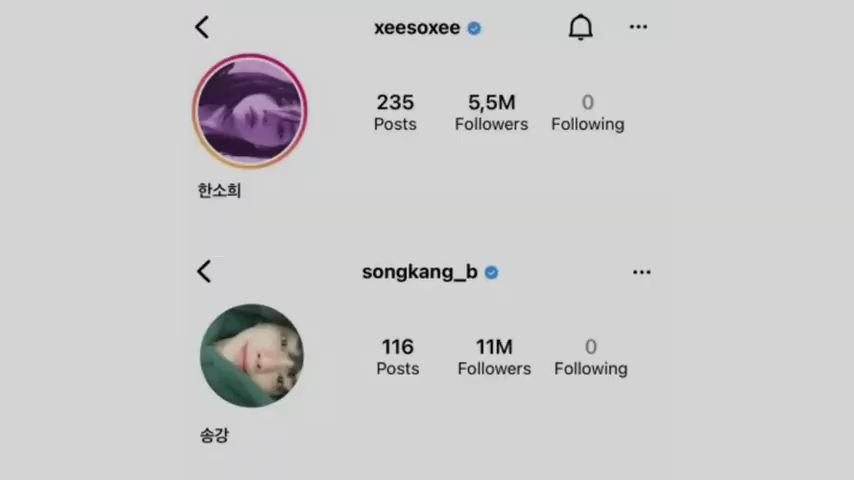 xeesoxee
235 5,5M 0
Posts Followers Following
한소희
songkang_b
116 11M 0
Posts Followers Following
송강